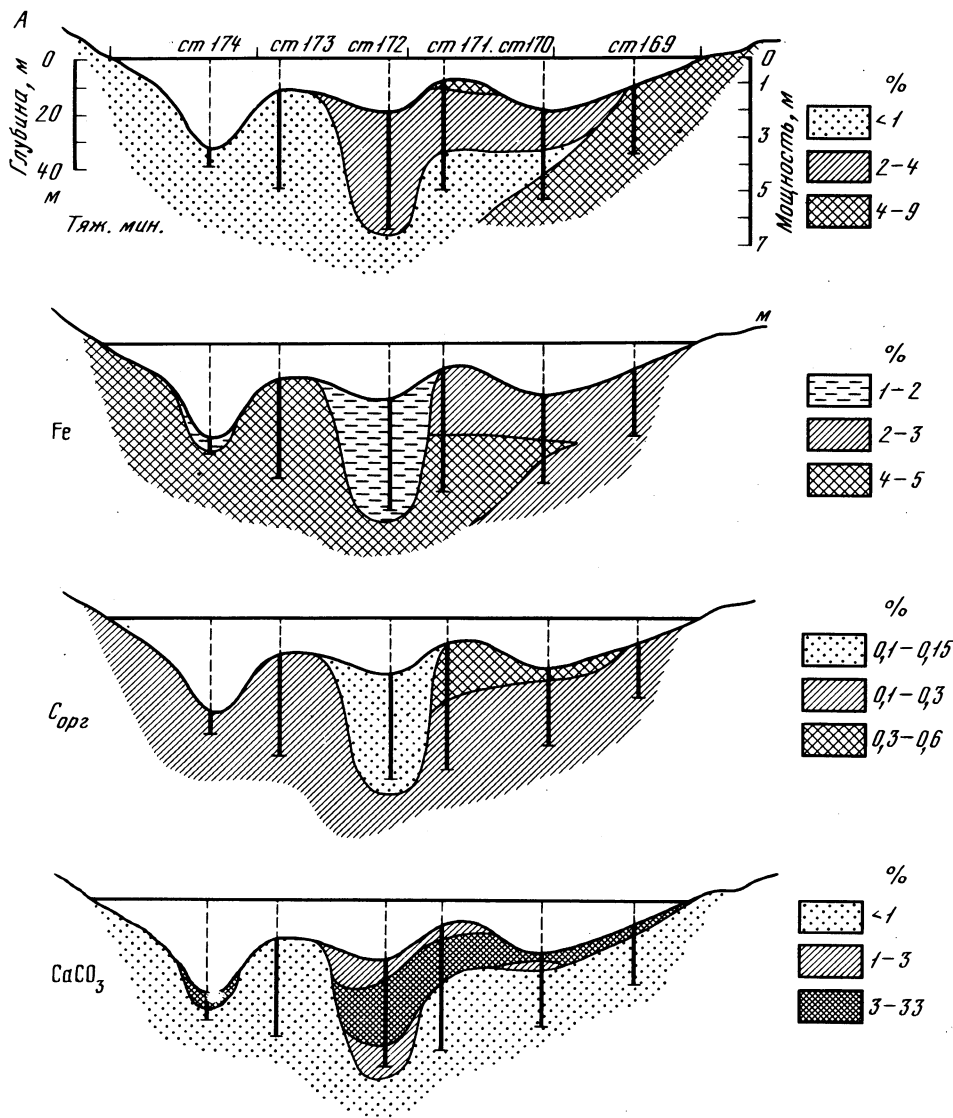 А
ст 174 ст 173 ст 172 ст 171. ст 170 ст 169
Глубина, м
0
20
40
м
Тяж. мин.
0
1
3
5
7
Мощность, м
%
<1
2–4
4–9
м
Fe
%
1–2
2–3
4–5
Cорг
%
0,1–0,15
0,1–0,3
0,3–0,6
CaCO₃
%
<1
1–3
3–33